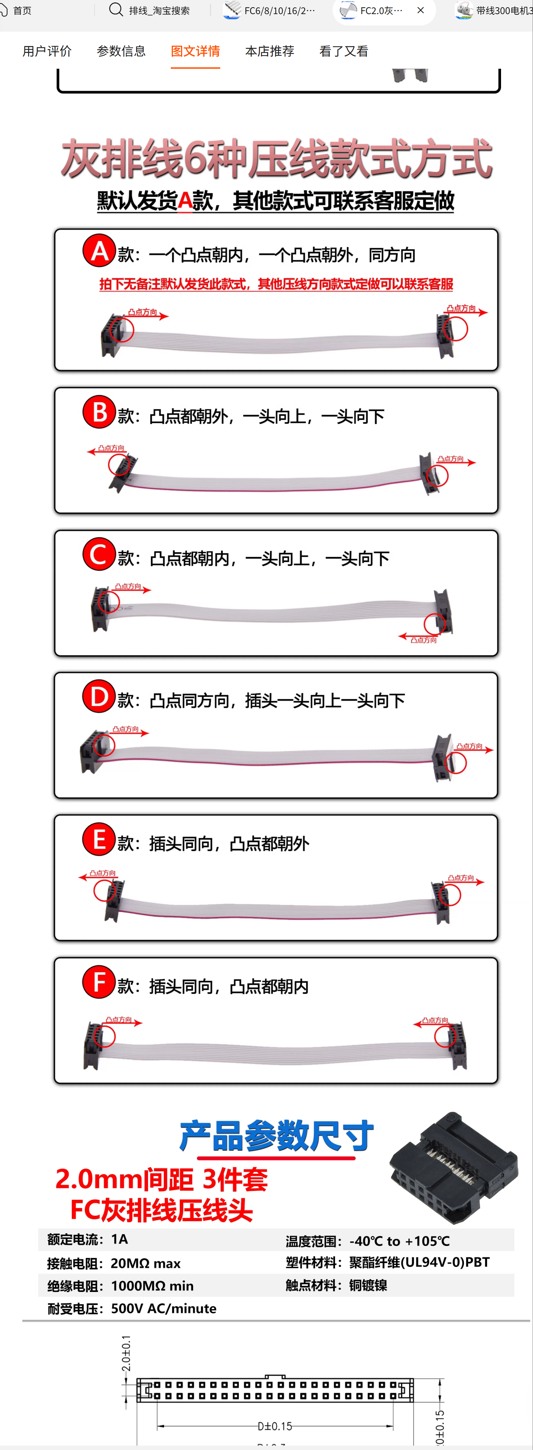 首页
排线_淘宝搜索
FC6/8/10/16/2…
FC2.0灰…
×
带线300电机3
用户评价
参数信息
图文详情
本店推荐
看了又看
灰排线6种压线款式方式
默认发货A款，其他款式可联系客服定做
A款：一个凸点朝内，一个凸点朝外，同方向
拍下无备注默认发货此款式，其他压线方向款式定做可以联系客服
凸点方向
凸点方向
B款：凸点都朝外，一头向上，一头向下
凸点方向
凸点方向
C款：凸点都朝内，一头向上，一头向下
凸点方向
凸点方向
D款：凸点同方向，插头一头向上一头向下
凸点方向
凸点方向
E款：插头同向，凸点都朝外
凸点方向
凸点方向
F款：插头同向，凸点都朝内
凸点方向
凸点方向
产品参数尺寸
2.0mm间距 3件套
FC灰排线压线头
额定电流：1A
温度范围：-40℃ to +105℃
接触电阻：20MΩ max
塑件材料：聚酯纤维(UL94V-0)PBT
绝缘电阻：1000MΩ min
触点材料：铜镀镍
耐受电压：500V AC/minute
2.0±0.1
D±0.15
0±0.15